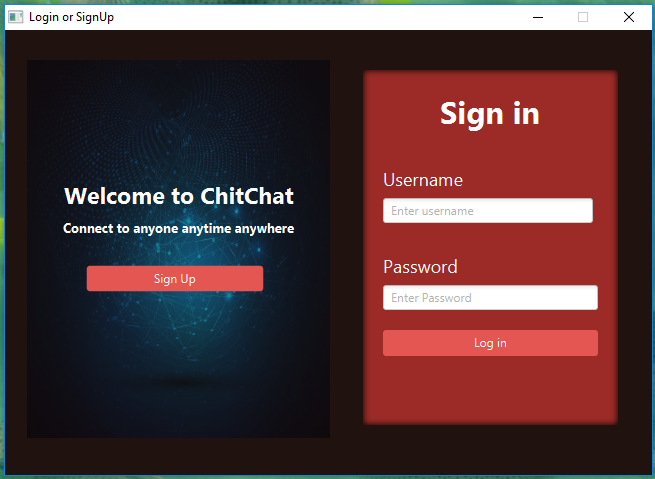 Login or SignUp
Welcome to ChitChat
Connect to anyone anytime anywhere
Sign Up
Sign in
Username
Enter username
Password
Enter Password
Log in